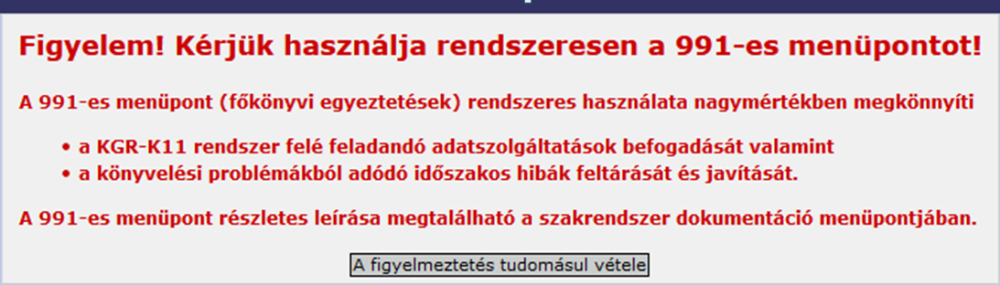 Figyelem! Kérjük használja rendszeresen a 991-es menüpontot!
A 991-es menüpont (főkönyvi egyeztetések) rendszeres használata nagymértékben megkönnyíti
• a KGR-K11 rendszer felé feladandó adatszolgáltatások befogadását valamint
• a könyvelési problémákból adódó időszakos hibák feltárását és javítását.
A 991-es menüpont részletes leírása megtalálható a szakrendszer dokumentáció menüpontjában.
A figyelmeztetés tudomásul vétele